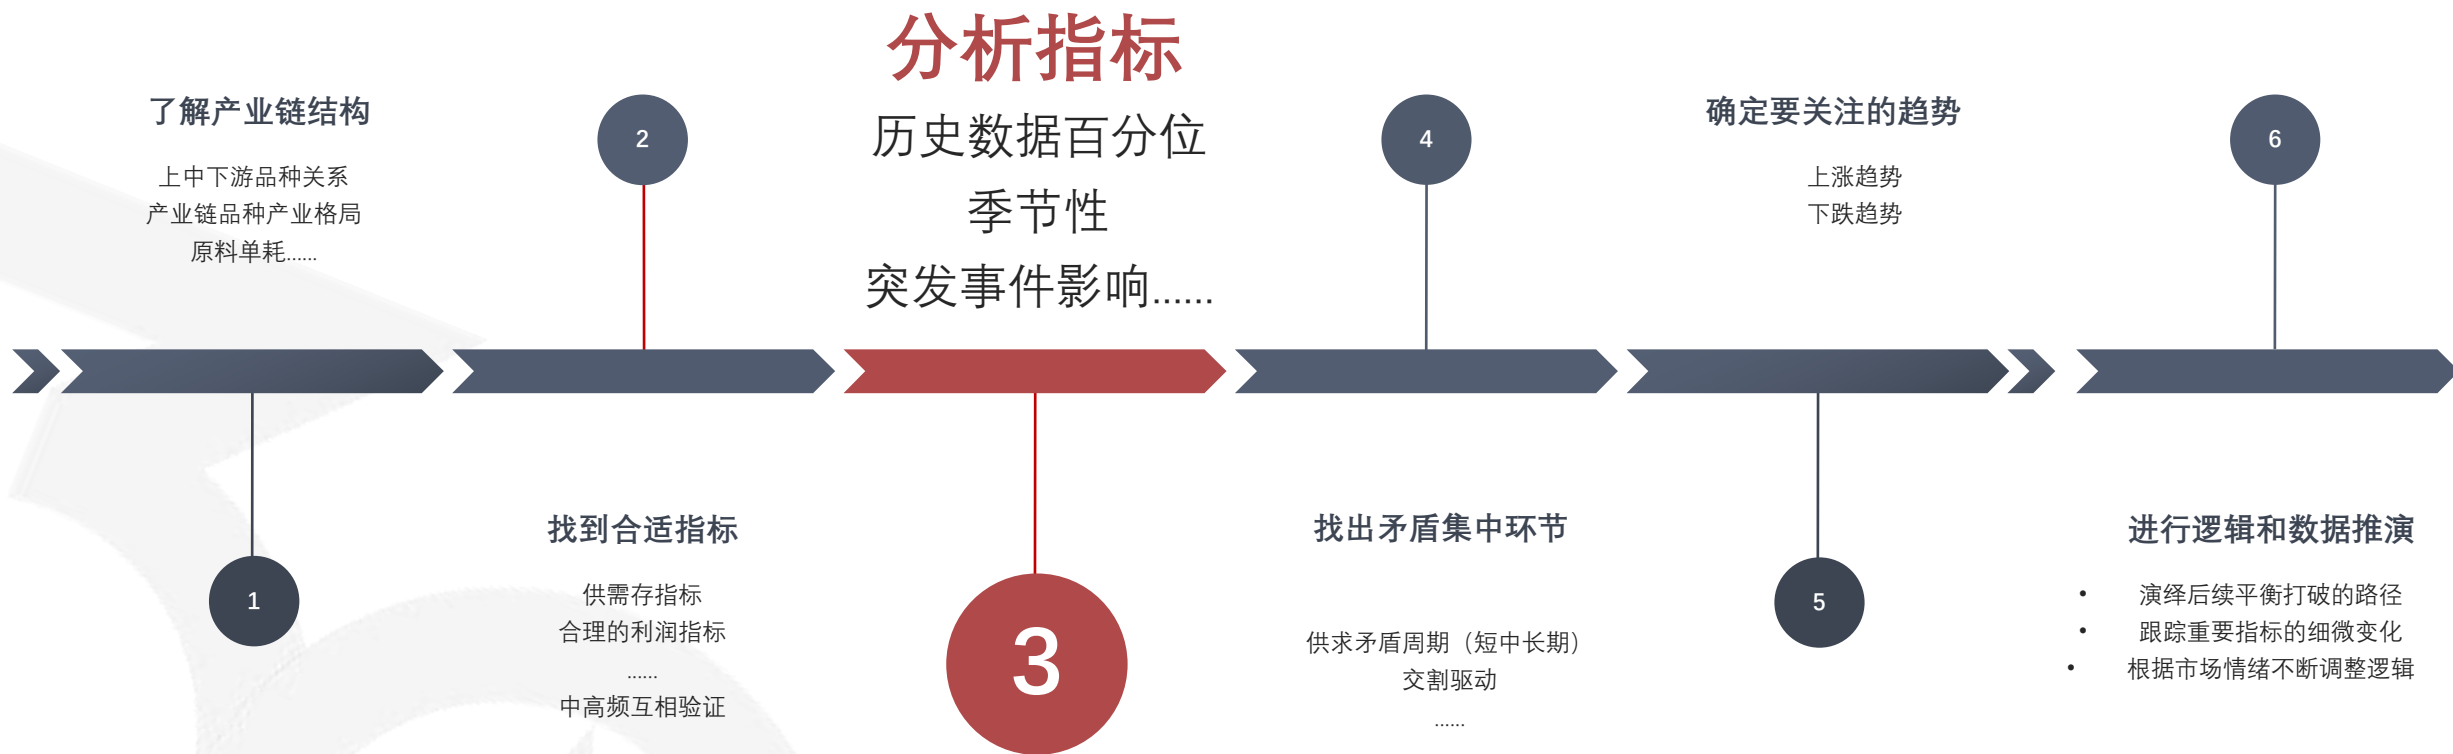 了解产业链结构
上中下游品种关系
产业链品种产业格局
原料单耗......
1
2
找到合适指标
供需存指标
合理的利润指标
......
中高频互相验证
分析指标
历史数据百分位
季节性
突发事件影响......
3
4
找出矛盾集中环节
供求矛盾周期（短中长期）
交割驱动
......
确定要关注的趋势
上涨趋势
下跌趋势
5
6
进行逻辑和数据推演
• 演绎后续平衡打破的路径
• 跟踪重要指标的细微变化
• 根据市场情绪不断调整逻辑